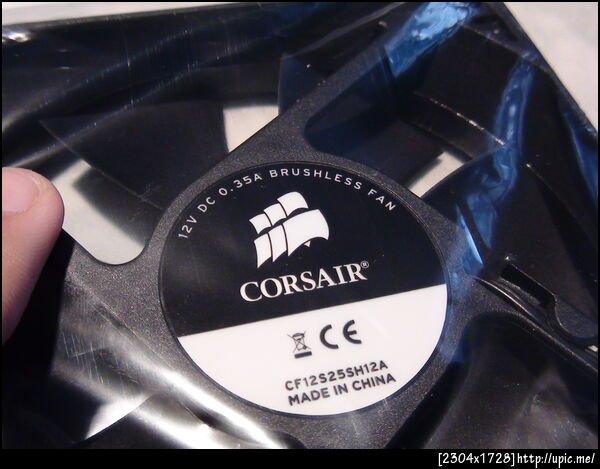 12V DC 0.35A BRUSHLESS FAN
CORSAIR®
CE
CF12S25SH12A
MADE IN CHINA
[2304x1728]http://upic.me/